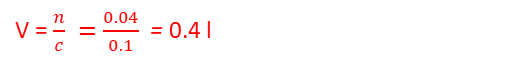 V = n/c = 0.04/0.1 = 0.4 l